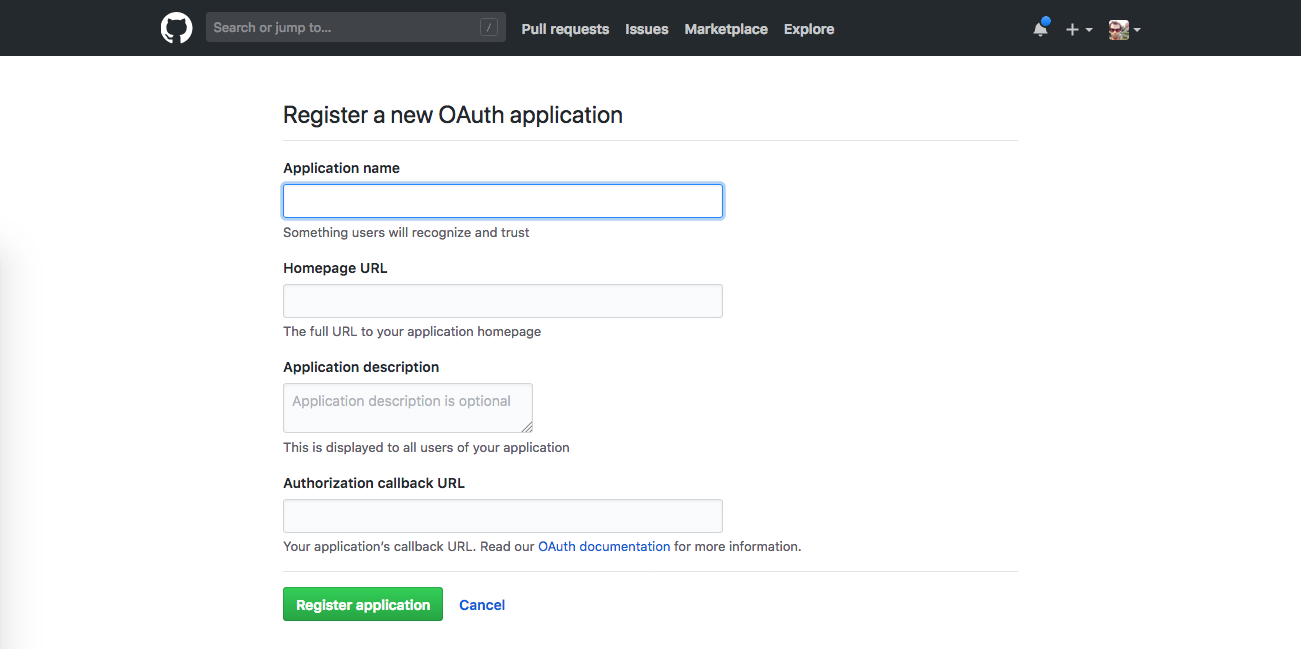 Search or jump to... /
Pull requests Issues Marketplace Explore
Register a new OAuth application
Application name
Something users will recognize and trust
Homepage URL
The full URL to your application homepage
Application description
Application description is optional
This is displayed to all users of your application
Authorization callback URL
Your application's callback URL. Read our OAuth documentation for more information.
Register application Cancel